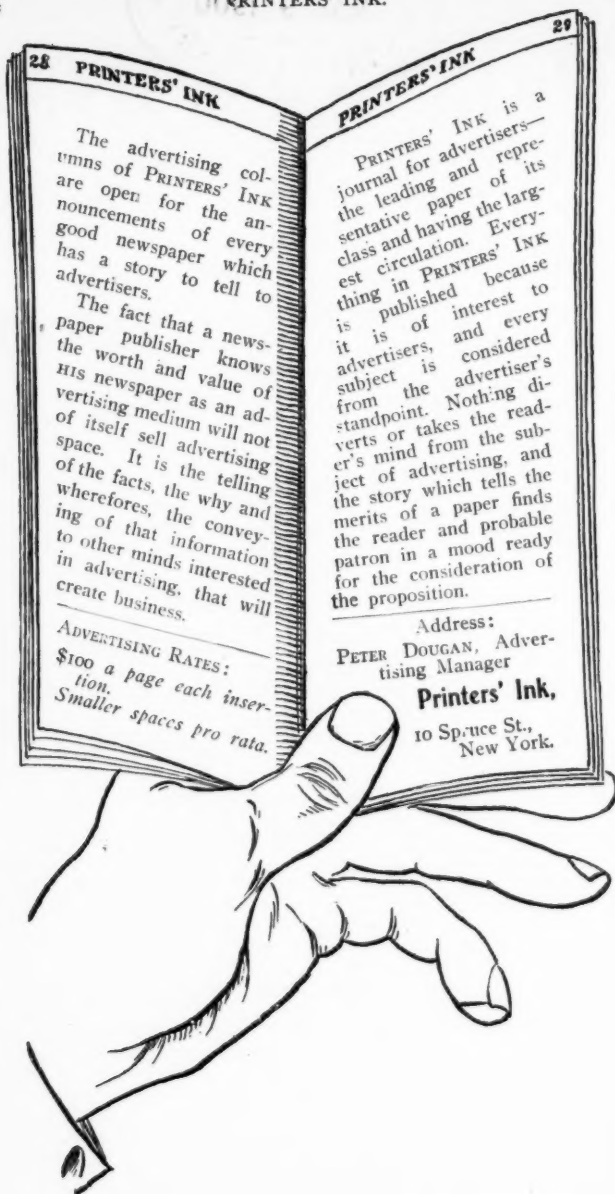 PRINTERS' INK.
28 PRINTERS' INK
The advertising col-
umns of PRINTERS' INK
are open for the an-
nouncements of every
good newspaper which
has a story to tell to
advertisers.
The fact that a news-
paper publisher knows
the worth and value of
HIS newspaper as an ad-
vertising medium will not
of itself sell advertising
space. It is the telling
of the facts, the why and
wherefores, the convey-
ing of that information
to other minds interested
in advertising, that will
create business.
ADVERTISING RATES:
$100 a page each inser-
tion.
Smaller spaces pro rata.
PRINTERS' INK 29
PRINTERS' INK is a
journal for advertisers—
the leading and repre-
sentative paper of its
class and having the larg-
est circulation. Every-
thing in PRINTERS' INK
is published because
it is of interest to
advertisers, and every
subject is considered
from the advertiser's
standpoint. Nothing di-
verts or takes the read-
er's mind from the sub-
ject of advertising, and
the story which tells the
merits of a paper finds
the reader and probable
patron in a mood ready
for the consideration of
the proposition.
Address:
PETER DOUGAN, Adver-
tising Manager
Printers' Ink,
10 Spruce St.,
New York.